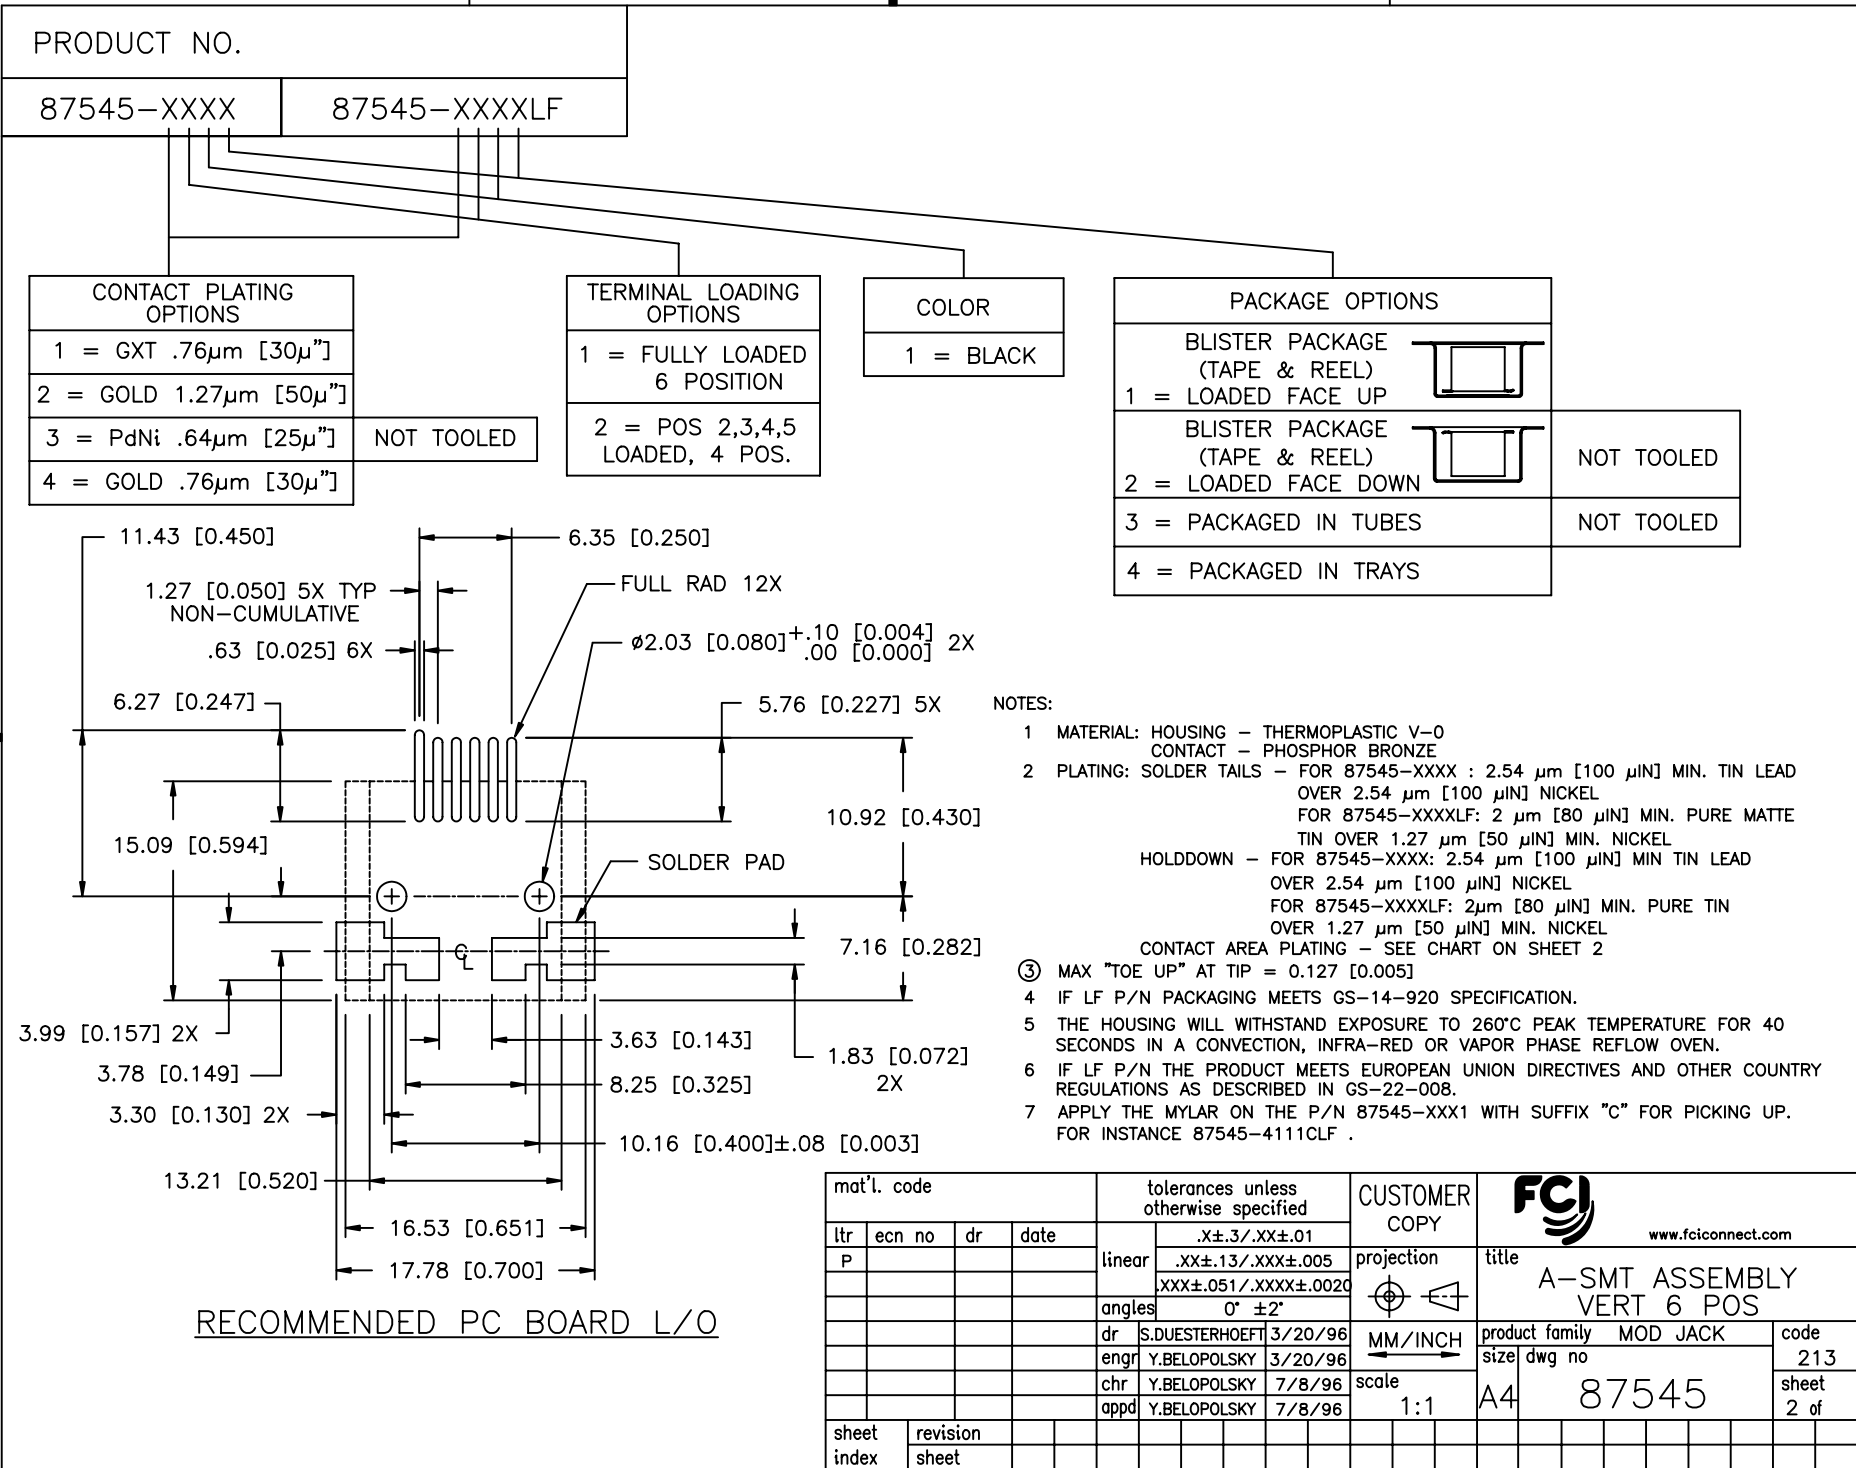 PRODUCT NO.
87545-XXXX
87545-XXXXLF
CONTACT PLATING
OPTIONS
1 = GXT .76µm [30µ"]
2 = GOLD 1.27µm [50µ"]
3 = PdNi .64µm [25µ"]
NOT TOOLED
4 = GOLD .76µm [30µ"]
TERMINAL LOADING
OPTIONS
1 = FULLY LOADED
6 POSITION
2 = POS 2,3,4,5
LOADED, 4 POS.
COLOR
1 = BLACK
PACKAGE OPTIONS
BLISTER PACKAGE
(TAPE & REEL)
1 = LOADED FACE UP
BLISTER PACKAGE
(TAPE & REEL)
2 = LOADED FACE DOWN
NOT TOOLED
3 = PACKAGED IN TUBES
NOT TOOLED
4 = PACKAGED IN TRAYS
11.43 [0.450]
6.35 [0.250]
1.27 [0.050] 5X TYP
NON-CUMULATIVE
FULL RAD 12X
.63 [0.025] 6X
ø2.03 [0.080] +.10 [0.004] 2X
.00 [0.000]
6.27 [0.247]
5.76 [0.227] 5X
10.92 [0.430]
15.09 [0.594]
SOLDER PAD
7.16 [0.282]
CL
3.99 [0.157] 2X
3.63 [0.143]
1.83 [0.072]
2X
3.78 [0.149]
8.25 [0.325]
3.30 [0.130] 2X
10.16 [0.400]±.08 [0.003]
13.21 [0.520]
16.53 [0.651]
17.78 [0.700]
RECOMMENDED PC BOARD L/O
NOTES:
1 MATERIAL: HOUSING - THERMOPLASTIC V-0
CONTACT - PHOSPHOR BRONZE
2 PLATING: SOLDER TAILS - FOR 87545-XXXX : 2.54 µm [100 µIN] MIN. TIN LEAD
OVER 2.54 µm [100 µIN] NICKEL
FOR 87545-XXXXLF: 2 µm [80 µIN] MIN. PURE MATTE
TIN OVER 1.27 µm [50 µIN] MIN. NICKEL
HOLDDOWN - FOR 87545-XXXX: 2.54 µm [100 µIN] MIN TIN LEAD
OVER 2.54 µm [100 µIN] NICKEL
FOR 87545-XXXXLF: 2µm [80 µIN] MIN. PURE TIN
OVER 1.27 µm [50 µIN] MIN. NICKEL
CONTACT AREA PLATING - SEE CHART ON SHEET 2
3 MAX "TOE UP" AT TIP = 0.127 [0.005]
4 IF LF P/N PACKAGING MEETS GS-14-920 SPECIFICATION.
5 THE HOUSING WILL WITHSTAND EXPOSURE TO 260°C PEAK TEMPERATURE FOR 40
SECONDS IN A CONVECTION, INFRA-RED OR VAPOR PHASE REFLOW OVEN.
6 IF LF P/N THE PRODUCT MEETS EUROPEAN UNION DIRECTIVES AND OTHER COUNTRY
REGULATIONS AS DESCRIBED IN GS-22-008.
7 APPLY THE MYLAR ON THE P/N 87545-XXX1 WITH SUFFIX "C" FOR PICKING UP.
FOR INSTANCE 87545-4111CLF .
mat'l. code
tolerances unless
otherwise specified
CUSTOMER
COPY
FCI
www.fciconnect.com
ltr ecn no dr date
P
linear
.X±.3/.XX±.01
.XX±.13/.XXX±.005
.XXX±.051/.XXXX±.0020
angles 0° ±2°
projection
title
A-SMT ASSEMBLY
VERT 6 POS
dr S.DUESTERHOEFT 3/20/96
engr Y.BELOPOLSKY 3/20/96
chr Y.BELOPOLSKY 7/8/96
appd Y.BELOPOLSKY 7/8/96
MM/INCH
scale
1:1
product family MOD JACK
code
213
size
A4
dwg no
87545
sheet
2 of
sheet
index
revision
sheet